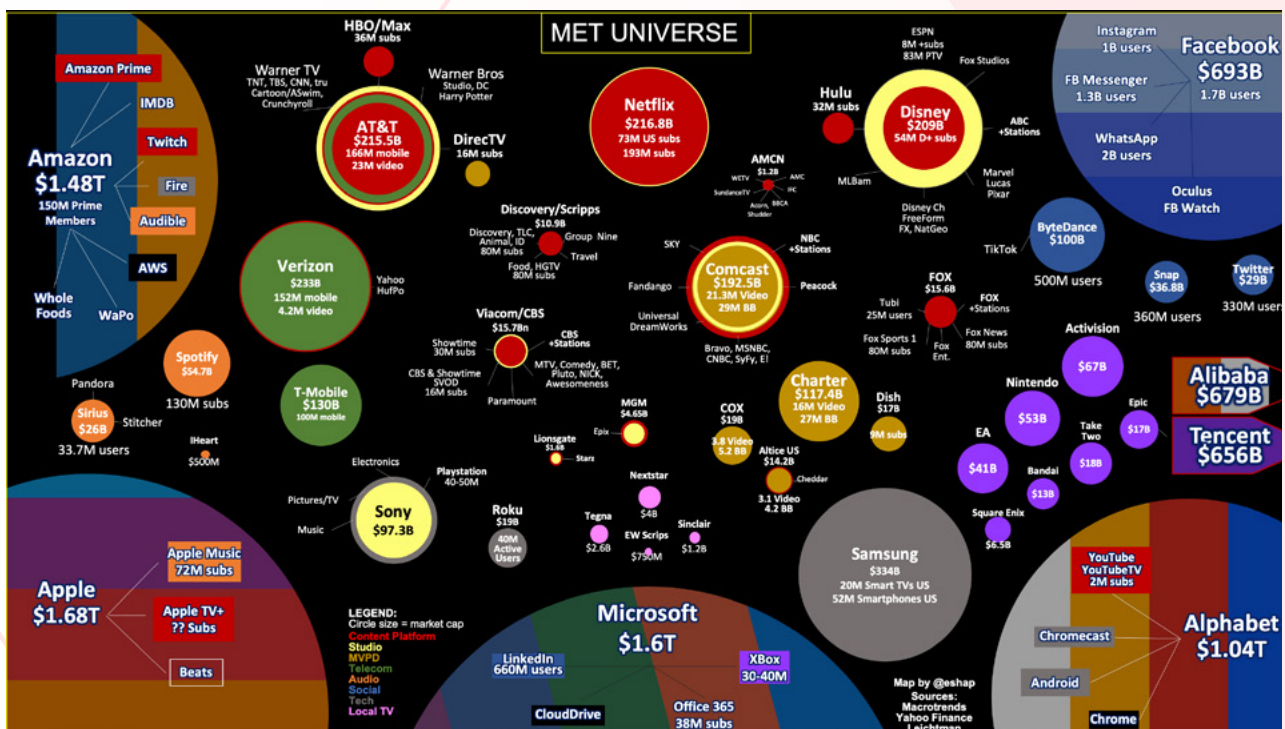 MET UNIVERSE
Amazon Prime
IMDB
Twitch
Amazon
$1.48T
150M Prime
Members
Fire
Audible
AWS
Whole
Foods
WaPo
HBO/Max
36M subs
Warner TV
TNT, TBS, CNN, tru
Cartoon/ASwim,
Crunchyroll
Warner Bros
Studio, DC
Harry Potter
AT&T
$215.5B
166M mobile
23M video
DirecTV
16M subs
Netflix
$216.8B
73M US subs
193M subs
ESPN
8M +subs
83M PTV
Fox Studios
Hulu
32M subs
Disney
$209B
54M D+ subs
ABC
+Stations
MLBam
Marvel
Lucas
Pixar
Disney Ch
FreeForm
FX, NatGeo
AMCN
$1.2B
WETV
AMC
SundanceTV
IFC
Acorn,
Shudder
BBCA
Instagram
1B users
Facebook
$693B
1.7B users
FB Messenger
1.3B users
WhatsApp
2B users
Oculus
FB Watch
Discovery/Scripps
$10.9B
Discovery, TLC,
Animal, ID
80M subs
Group Nine
Travel
Food, HGTV
80M subs
Verizon
$233B
152M mobile
4.2M video
Yahoo
HufPo
SKY
NBC
+Stations
Fandango
Comcast
$192.5B
21.3M Video
29M BB
Peacock
Universal
DreamWorks
Bravo, MSNBC,
CNBC, SyFy, E!
ByteDance
$100B
TikTok
500M users
Snap
$36.8B
360M users
Twitter
$29B
330M users
FOX
$15.6B
Tubi
25M users
FOX
+Stations
Fox Sports 1
80M subs
Fox
Ent.
Fox News
80M subs
Viacom/CBS
$15.7Bn
Showtime
30M subs
CBS
+Stations
CBS & Showtime
SVOD
16M subs
MTV, Comedy, BET,
Pluto, NICK,
Awesomeness
Paramount
Spotify
$54.7B
130M subs
Pandora
Sirius
$26B
Stitcher
33.7M users
IHeart
$500M
T-Mobile
$130B
100M mobile
Charter
$117.4B
16M Video
27M BB
Activision
$67B
Nintendo
$53B
Epic
$17B
Alibaba
$679B
Tencent
$656B
MGM
$4.65B
Epix
COX
$19B
3.8 Video
5.2 BB
Dish
$17B
9M subs
EA
$41B
Take
Two
$18B
Bandai
$13B
Square Enix
$6.5B
Lionsgate
$1.6B
Starz
Altice US
$14.2B
Cheddar
3.1 Video
4.2 BB
Electronics
Playstation
40-50M
Pictures/TV
Sony
$97.3B
Music
Roku
$19B
40M
Active
Users
Nextstar
$4B
Tegna
$2.6B
EW Scrips
$750M
Sinclair
$1.2B
Samsung
$334B
20M Smart TVs US
52M Smartphones US
Apple
$1.68T
Apple Music
72M subs
Apple TV+
?? Subs
Beats
LEGEND:
Circle size = market cap
Content Platform
Studio
MVPD
Telecom
Audio
Social
Tech
Local TV
Microsoft
$1.6T
LinkedIn
660M users
XBox
30-40M
CloudDrive
Office 365
38M subs
Map by @eshap
Sources:
Macrotrends
Yahoo Finance
Leichtman
YouTube
YouTubeTV
2M subs
Alphabet
$1.04T
Chromecast
Android
Chrome